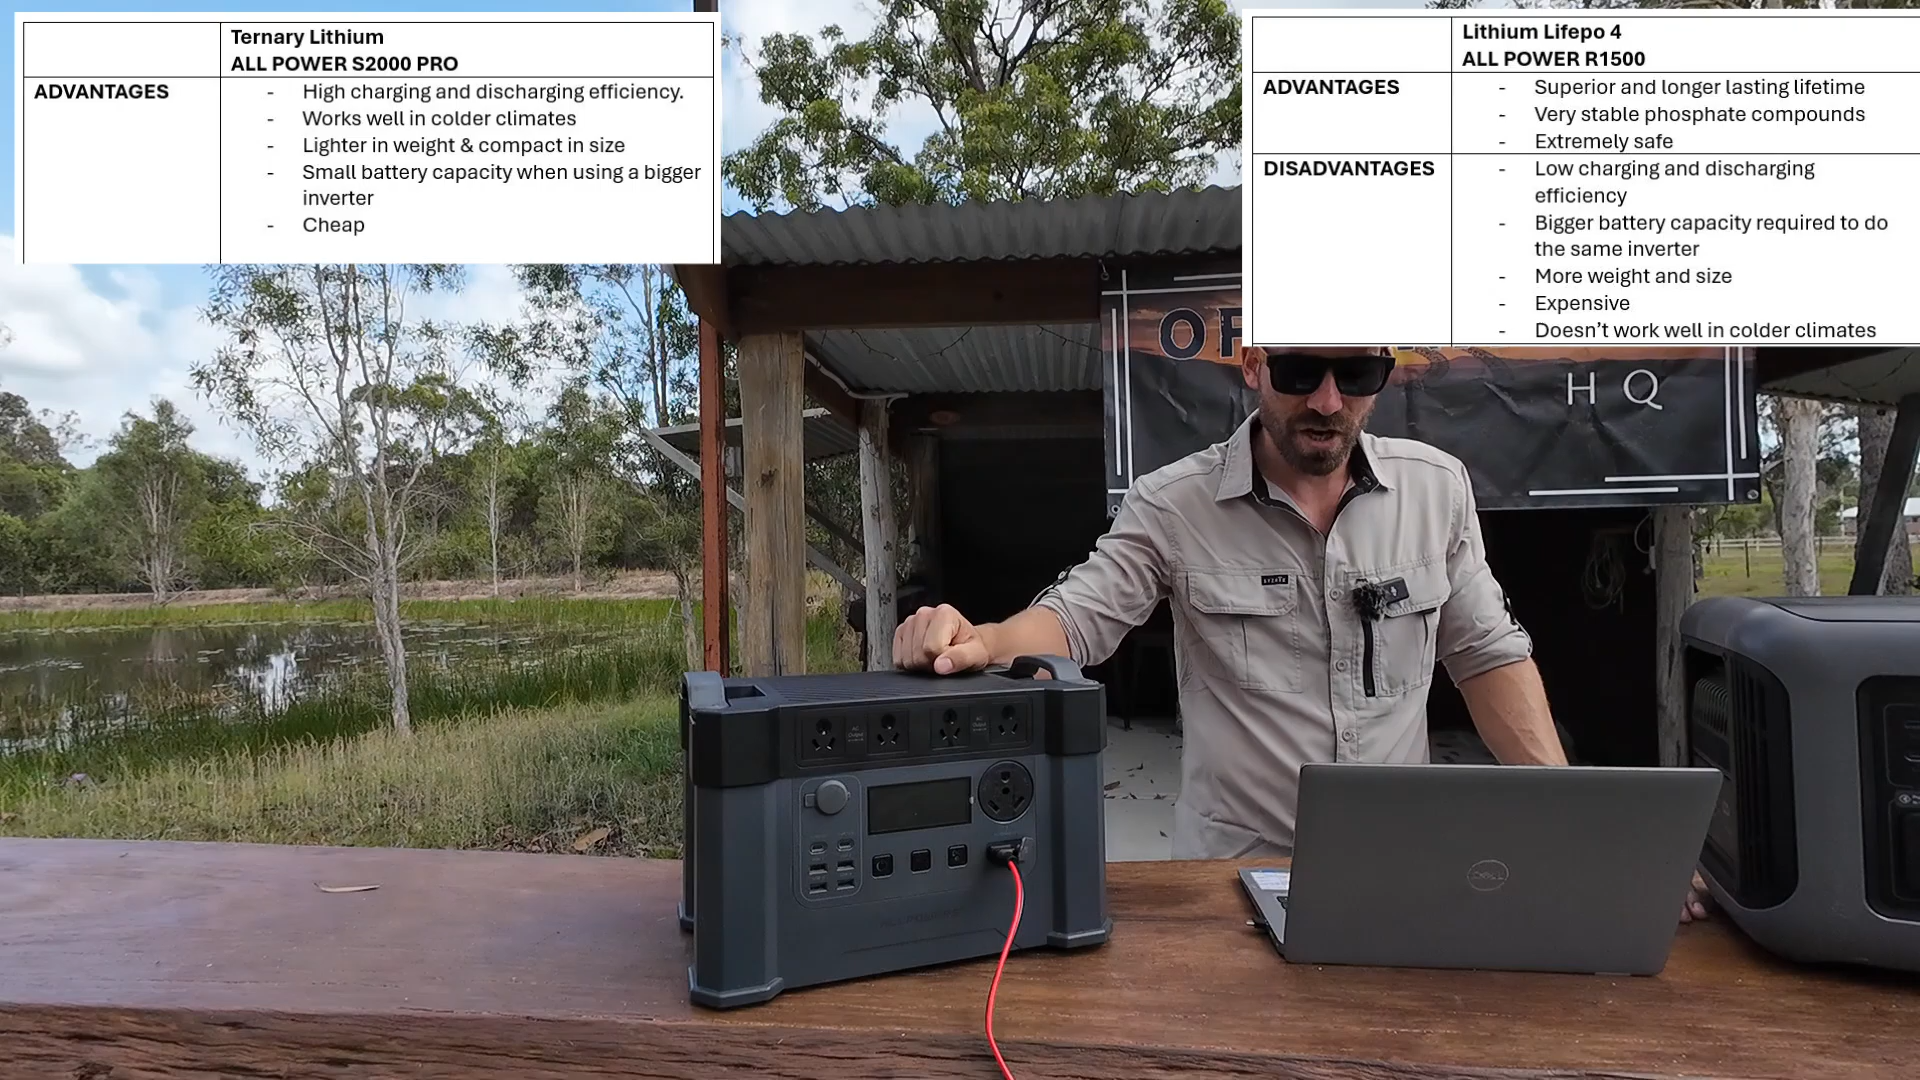 Ternary Lithium
ALL POWER S2000 PRO
ADVANTAGES
- High charging and discharging efficiency.
- Works well in colder climates
- Lighter in weight & compact in size
- Small battery capacity when using a bigger
inverter
- Cheap
Lithium Lifepo 4
ALL POWER R1500
ADVANTAGES
- Superior and longer lasting lifetime
- Very stable phosphate compounds
- Extremely safe
DISADVANTAGES
- Low charging and discharging
efficiency
- Bigger battery capacity required to do
the same inverter
- More weight and size
- Expensive
- Doesn't work well in colder climates
HQ
DELL